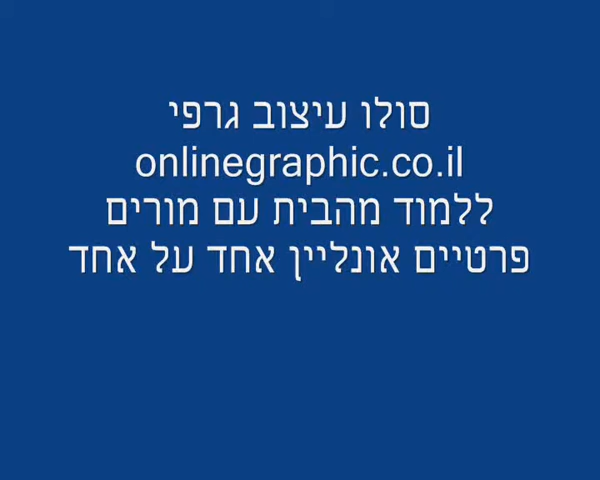 סולו עיצוב גרפי
onlinegraphic.co.il
ללמוד מהבית עם מורים
פרטיים אונליין אחד על אחד